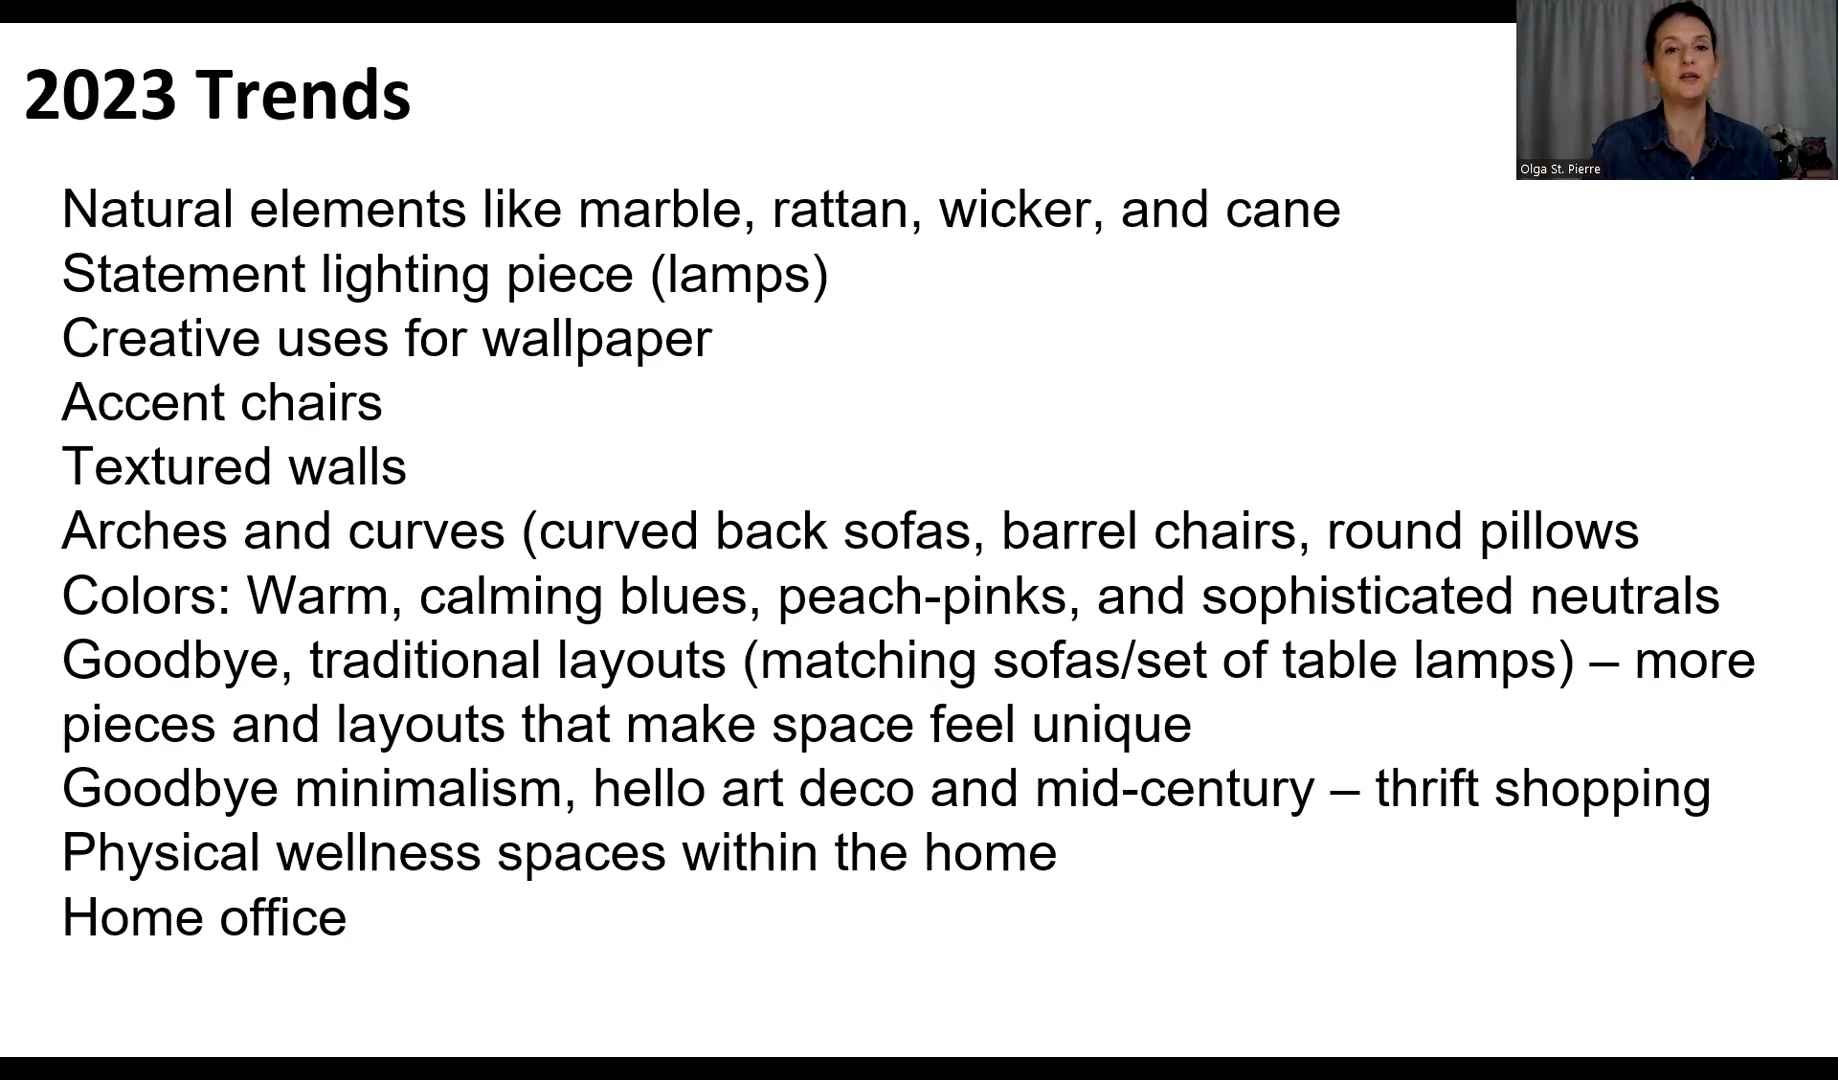 2023 Trends
Olga St. Pierre
Natural elements like marble, rattan, wicker, and cane
Statement lighting piece (lamps)
Creative uses for wallpaper
Accent chairs
Textured walls
Arches and curves (curved back sofas, barrel chairs, round pillows
Colors: Warm, calming blues, peach-pinks, and sophisticated neutrals
Goodbye, traditional layouts (matching sofas/set of table lamps) – more
pieces and layouts that make space feel unique
Goodbye minimalism, hello art deco and mid-century – thrift shopping
Physical wellness spaces within the home
Home office